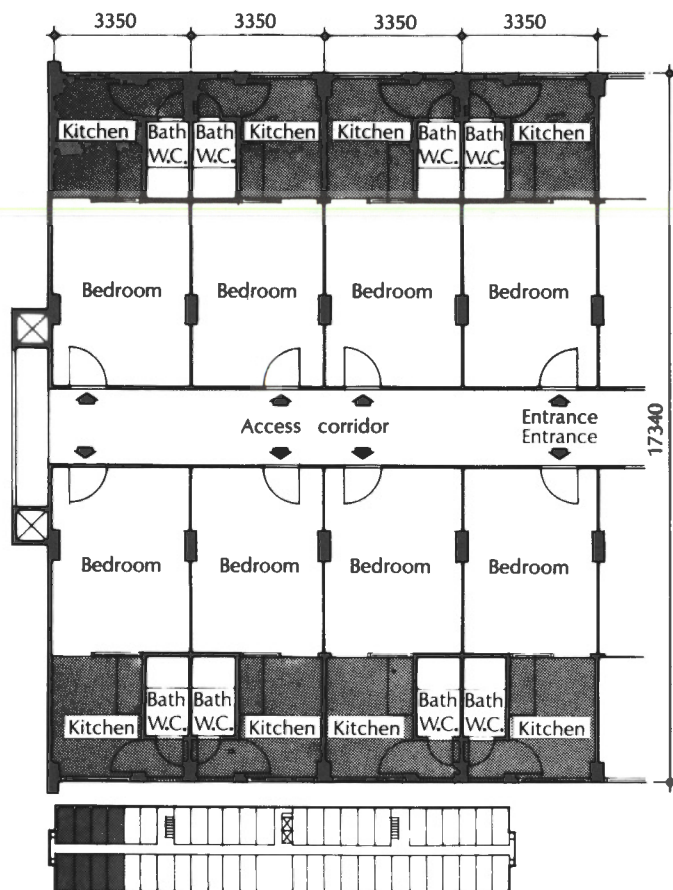 3350 3350 3350 3350
Kitchen Bath Bath Kitchen Kitchen Bath Bath Kitchen
W.C. W.C. W.C. W.C.
Bedroom Bedroom Bedroom Bedroom
Access corridor Entrance
Entrance
17340
Bedroom Bedroom Bedroom Bedroom
Bath Bath Bath Bath
Kitchen W.C. W.C. Kitchen Kitchen W.C. W.C. Kitchen